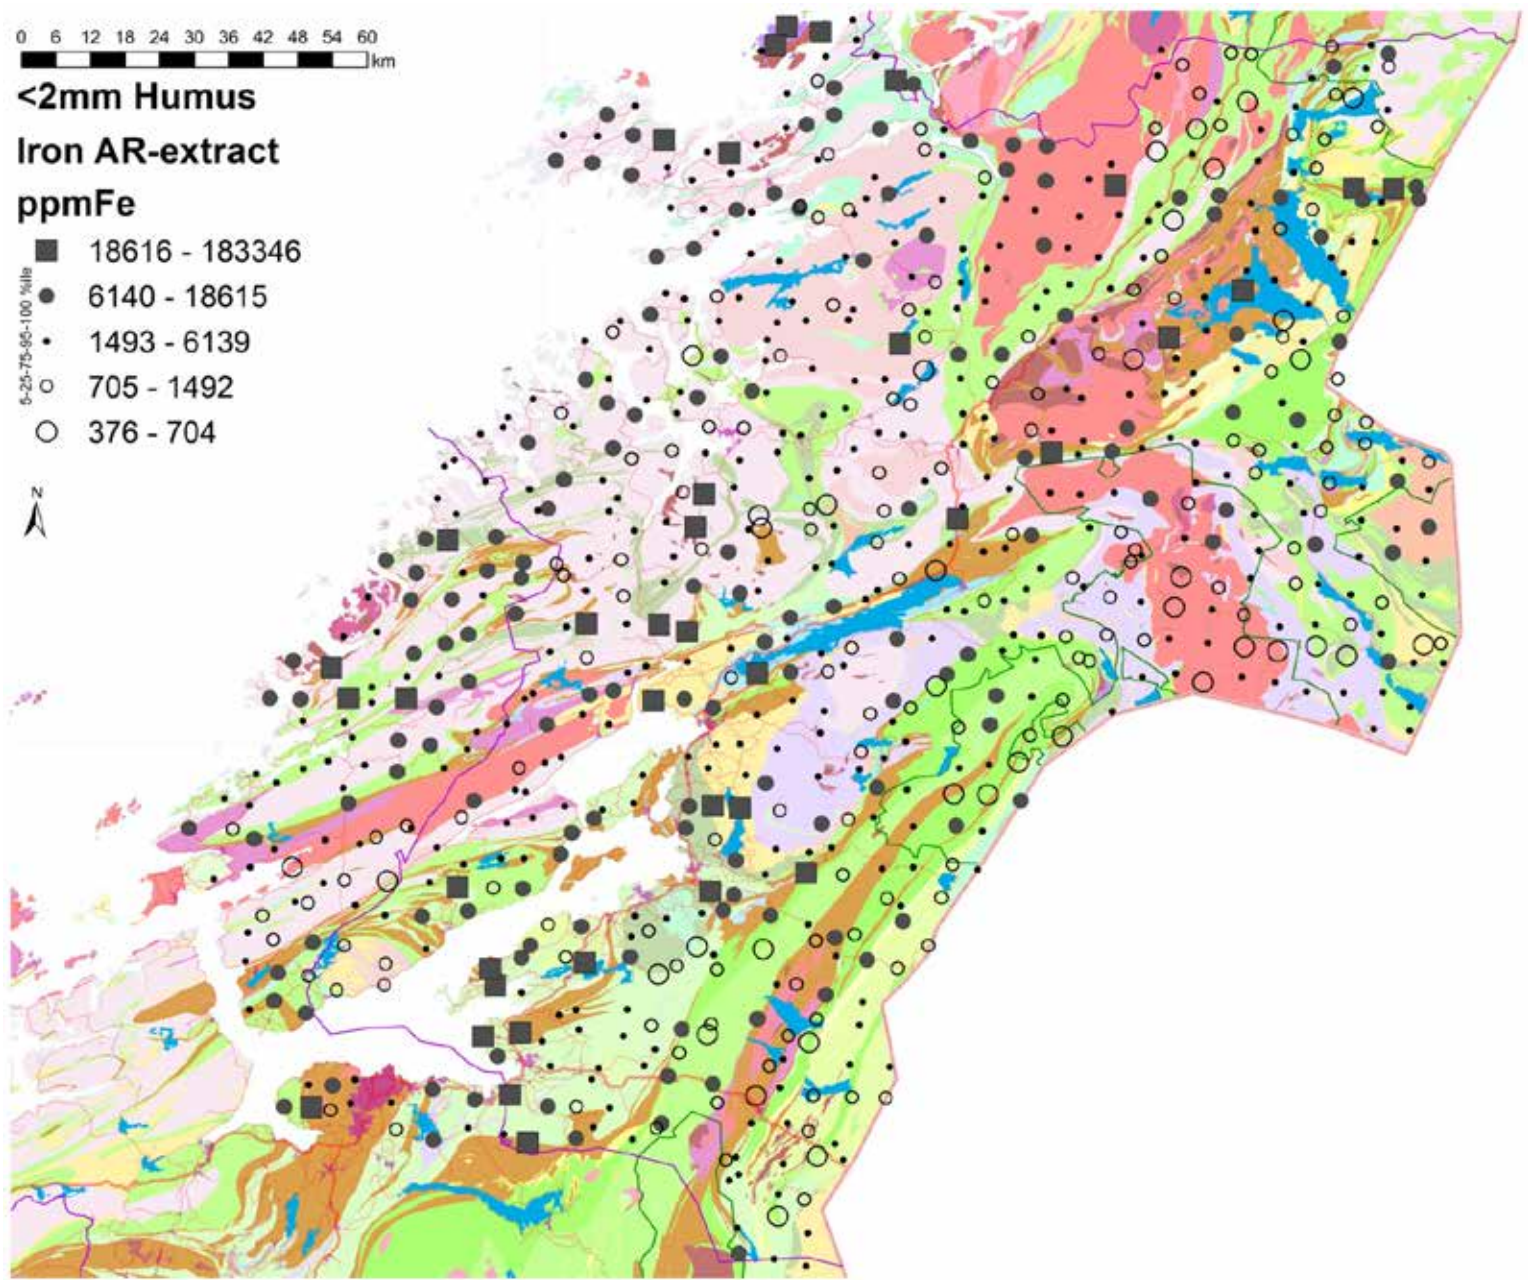 0 6 12 18 24 30 36 42 48 54 60
km
<2mm Humus
Iron AR-extract
ppmFe
18616 - 183346
6140 - 18615
1493 - 6139
705 - 1492
376 - 704
5-25-75-95-100 %ile
N